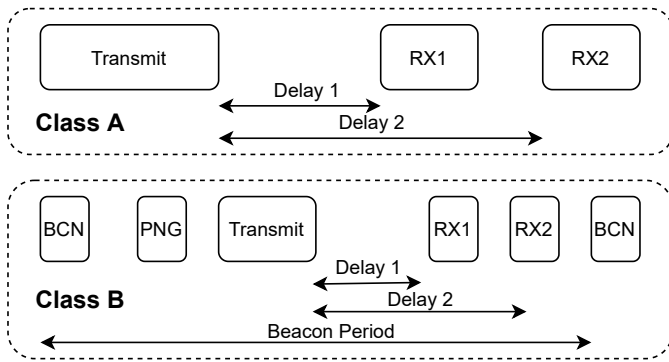 Transmit RX1 RX2
Delay 1
Class A
Delay 2
BCN PNG Transmit RX1 RX2 BCN
Delay 1
Class B
Delay 2
Beacon Period